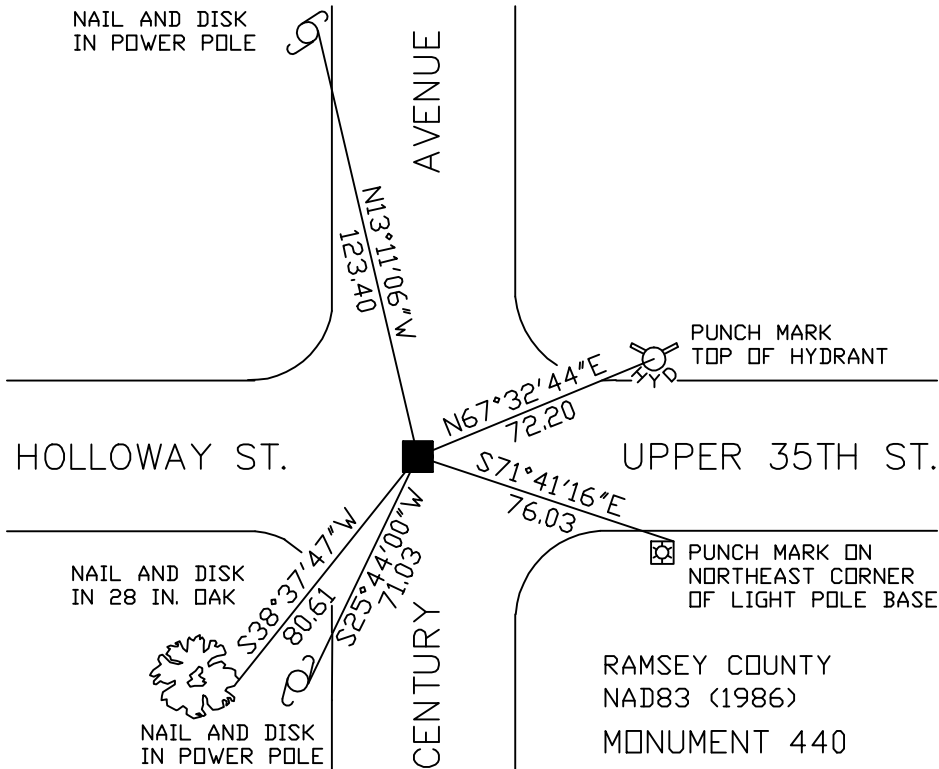 NAIL AND DISK
IN POWER POLE
AVENUE
N13°11'06"W
123.40
PUNCH MARK
TOP OF HYDRANT
HYD
N67°32'44"E
72.20
HOLLOWAY ST.
UPPER 35TH ST.
S71°41'16"E
76.03
S38°37'47"W
80.61
S25°44'00"W
71.03
PUNCH MARK ON
NORTHEAST CORNER
OF LIGHT POLE BASE
NAIL AND DISK
IN 28 IN. OAK
CENTURY
NAIL AND DISK
IN POWER POLE
RAMSEY COUNTY
NAD83 (1986)
MONUMENT 440